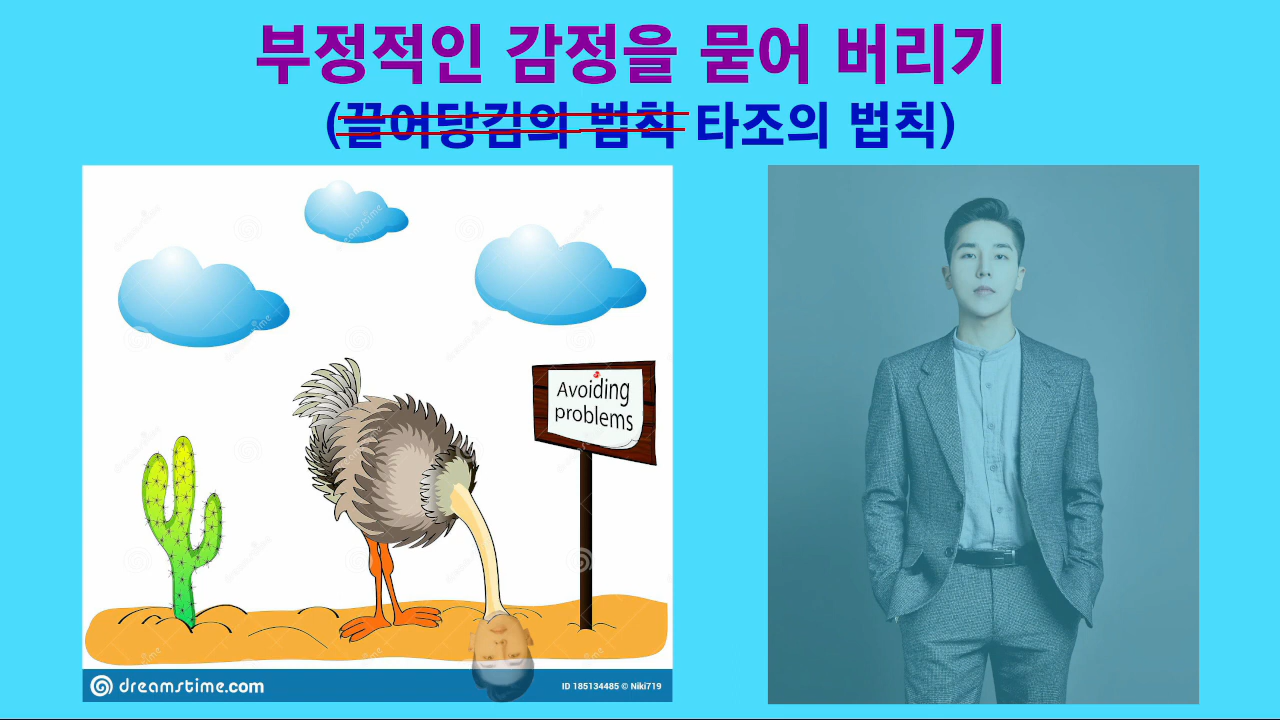 부정적인 감정을 묻어 버리기
(끌어당김의 법칙 타조의 법칙)
Avoiding
problems
dreamstime.com
ID 185134485 © Niki719